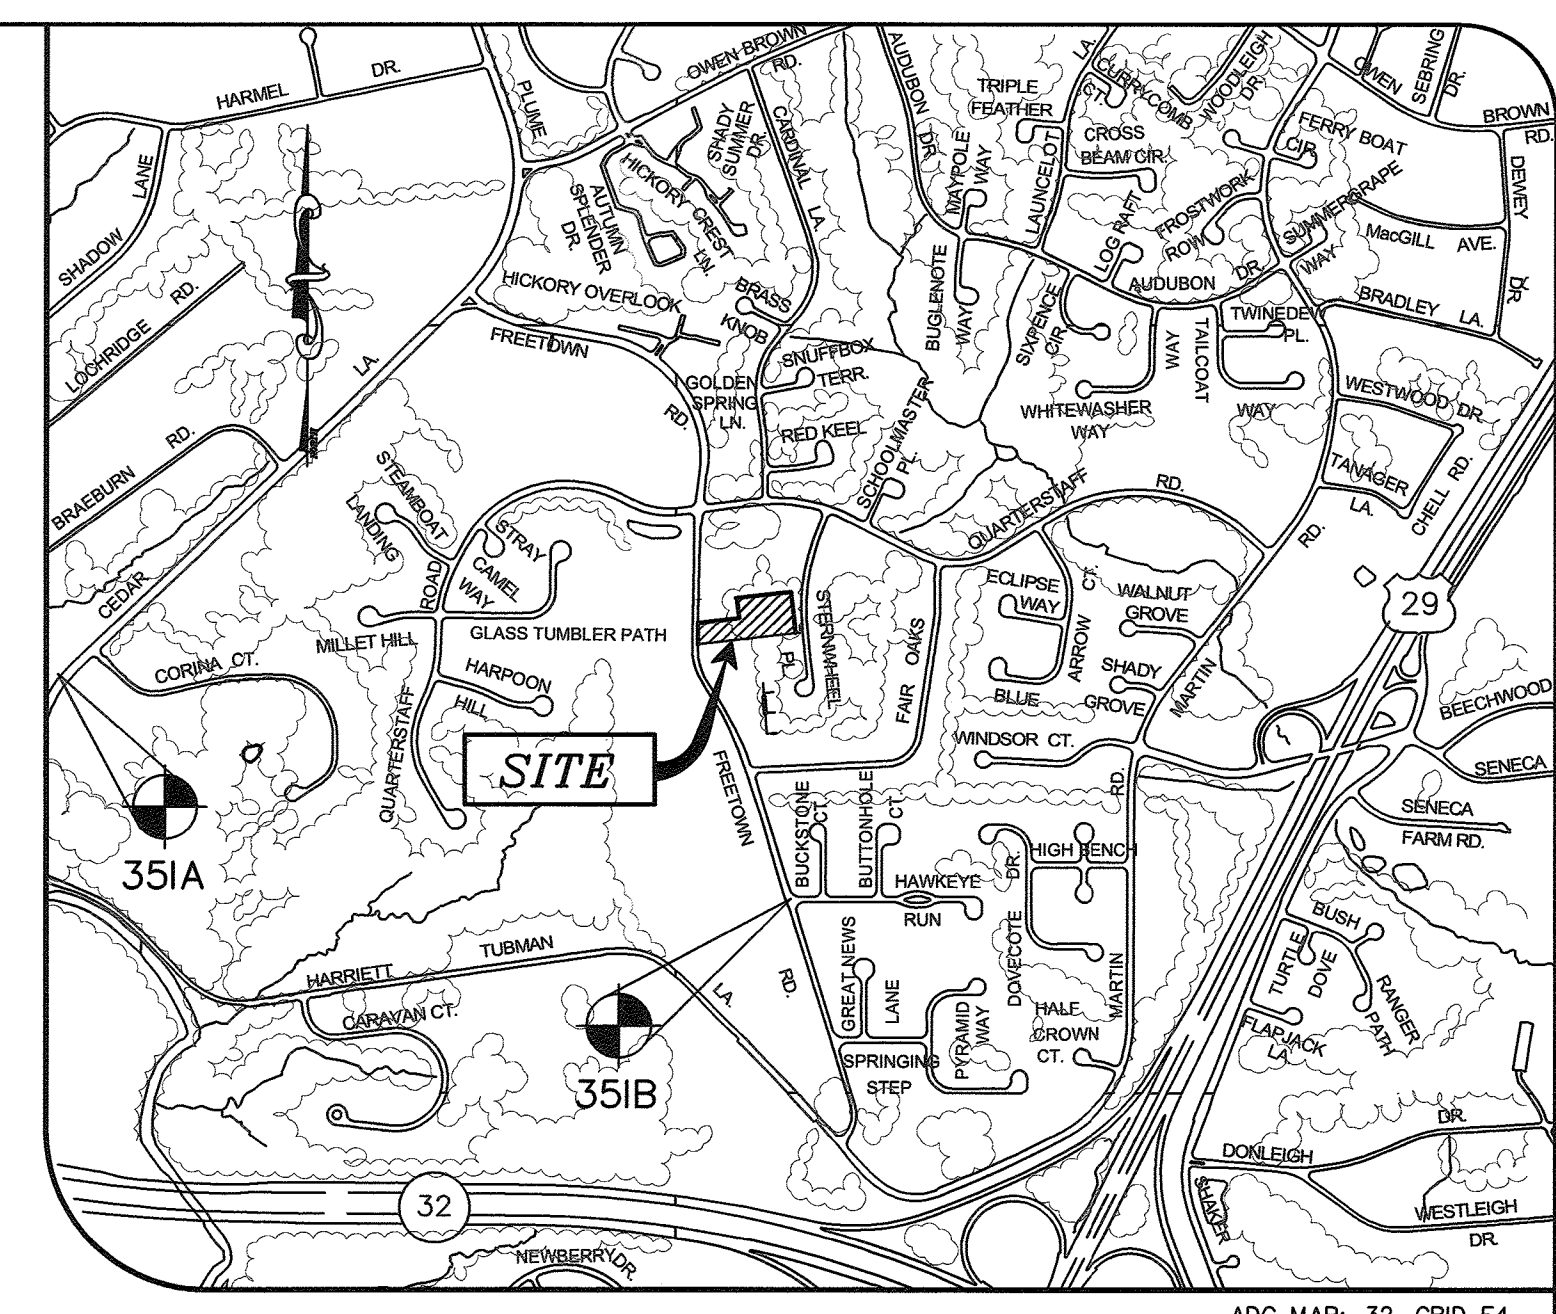 HARMEL DR.
PLUME
OWEN BROWN RD.
AUDUBON DR.
TRIPLE
FEATHER
LA.
CURRYCOMB
CT.
WOODLEIGH
DR.
OWEN
SEBRING
DR.
BROWN
RD.
SHADY
SUMMER
DR.
CARDINAL LA.
HICKORY CREST
LN.
AUTUMN
SPLENDER
DR.
MAYPOLE
WAY
LAUNCELOT
CROSS
BEAM CIR.
FERRY BOAT
CIR.
DEWEY
DR
SHADOW LANE
LOG RAFT
FROSTWORK
ROW
SUMMERGRAPE
WAY
MacGILL AVE.
LOCHRIDGE RD.
HICKORY OVERLOOK
BRASS
KNOB
BUGLENOTE
WAY
SIXPENCE
CIR.
AUDUBON DR.
TWINEDEW
PL.
BRADLEY LA.
FREETOWN RD.
SNUFFBOX
TERR.
GOLDEN
SPRING
LN.
WAY
TAILCOAT
WAY
WHITEWASHER
WAY
WESTWOOD DR.
LA.
BRAEBURN RD.
RED KEEL
SCHOOLMASTER
PL.
TANAGER
LA.
CHELL RD.
STEAMBOAT
LANDING
STRAY
CAMEL
WAY
QUARTERSTAFF RD.
RD.
CEDAR
ROAD
MILLET HILL
GLASS TUMBLER PATH
STERNWHEEL
PL.
FAIR OAKS
ECLIPSE
WAY
ARROW
CT.
WALNUT
GROVE
29
CORINA CT.
HARPOON
HILL
QUARTERSTAFF
BLUE
SHADY
GROVE
MARTIN
BEECHWOOD
SITE
FREETOWN
WINDSOR CT.
RD.
SENECA
35IA
BUCKSTONE
CT.
BUTTONHOLE
CT.
HIGH BENCH
DR.
SENECA
FARM RD.
HAWKEYE
RUN
HARRIETT TUBMAN
LA.
CARAVAN CT.
RD.
GREAT NEWS
LANE
DOVECOTE
MARTIN
BUSH
TURTLE
DOVE
RANGER
PATH
35IB
PYRAMID
WAY
HALE
CROWN
CT.
FLAPJACK
LA.
SPRINGING
STEP
DR.
DONLEIGH
SHAKER
WESTLEIGH
DR.
32
NEWBERRY DR.